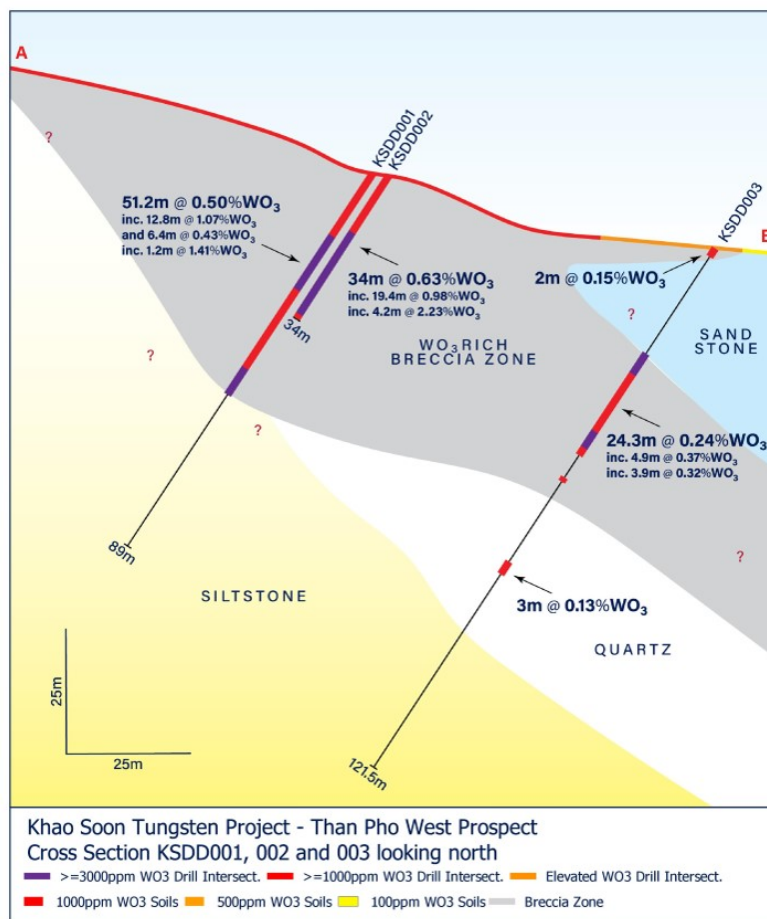 A
KSDD001
KSDD002
KSDD003
B
51.2m @ 0.50%WO₃
inc. 12.8m @ 1.07%WO₃
and 6.4m @ 0.43%WO₃
inc. 1.2m @ 1.41%WO₃
34m @ 0.63%WO₃
inc. 19.4m @ 0.98%WO₃
inc. 4.2m @ 2.23%WO₃
2m @ 0.15%WO₃
?
?
?
?
?
34m
WO₃RICH
BRECCIA ZONE
SAND
STONE
24.3m @ 0.24%WO₃
inc. 4.9m @ 0.37%WO₃
inc. 3.9m @ 0.32%WO₃
89m
SILTSTONE
3m @ 0.13%WO₃
QUARTZ
25m
25m
121.5m
Khao Soon Tungsten Project - Than Pho West Prospect
Cross Section KSDD001, 002 and 003 looking north
>=3000ppm WO3 Drill Intersect. >=1000ppm WO3 Drill Intersect. Elevated WO3 Drill Intersect.
1000ppm WO3 Soils 500ppm WO3 Soils 100ppm WO3 Soils Breccia Zone